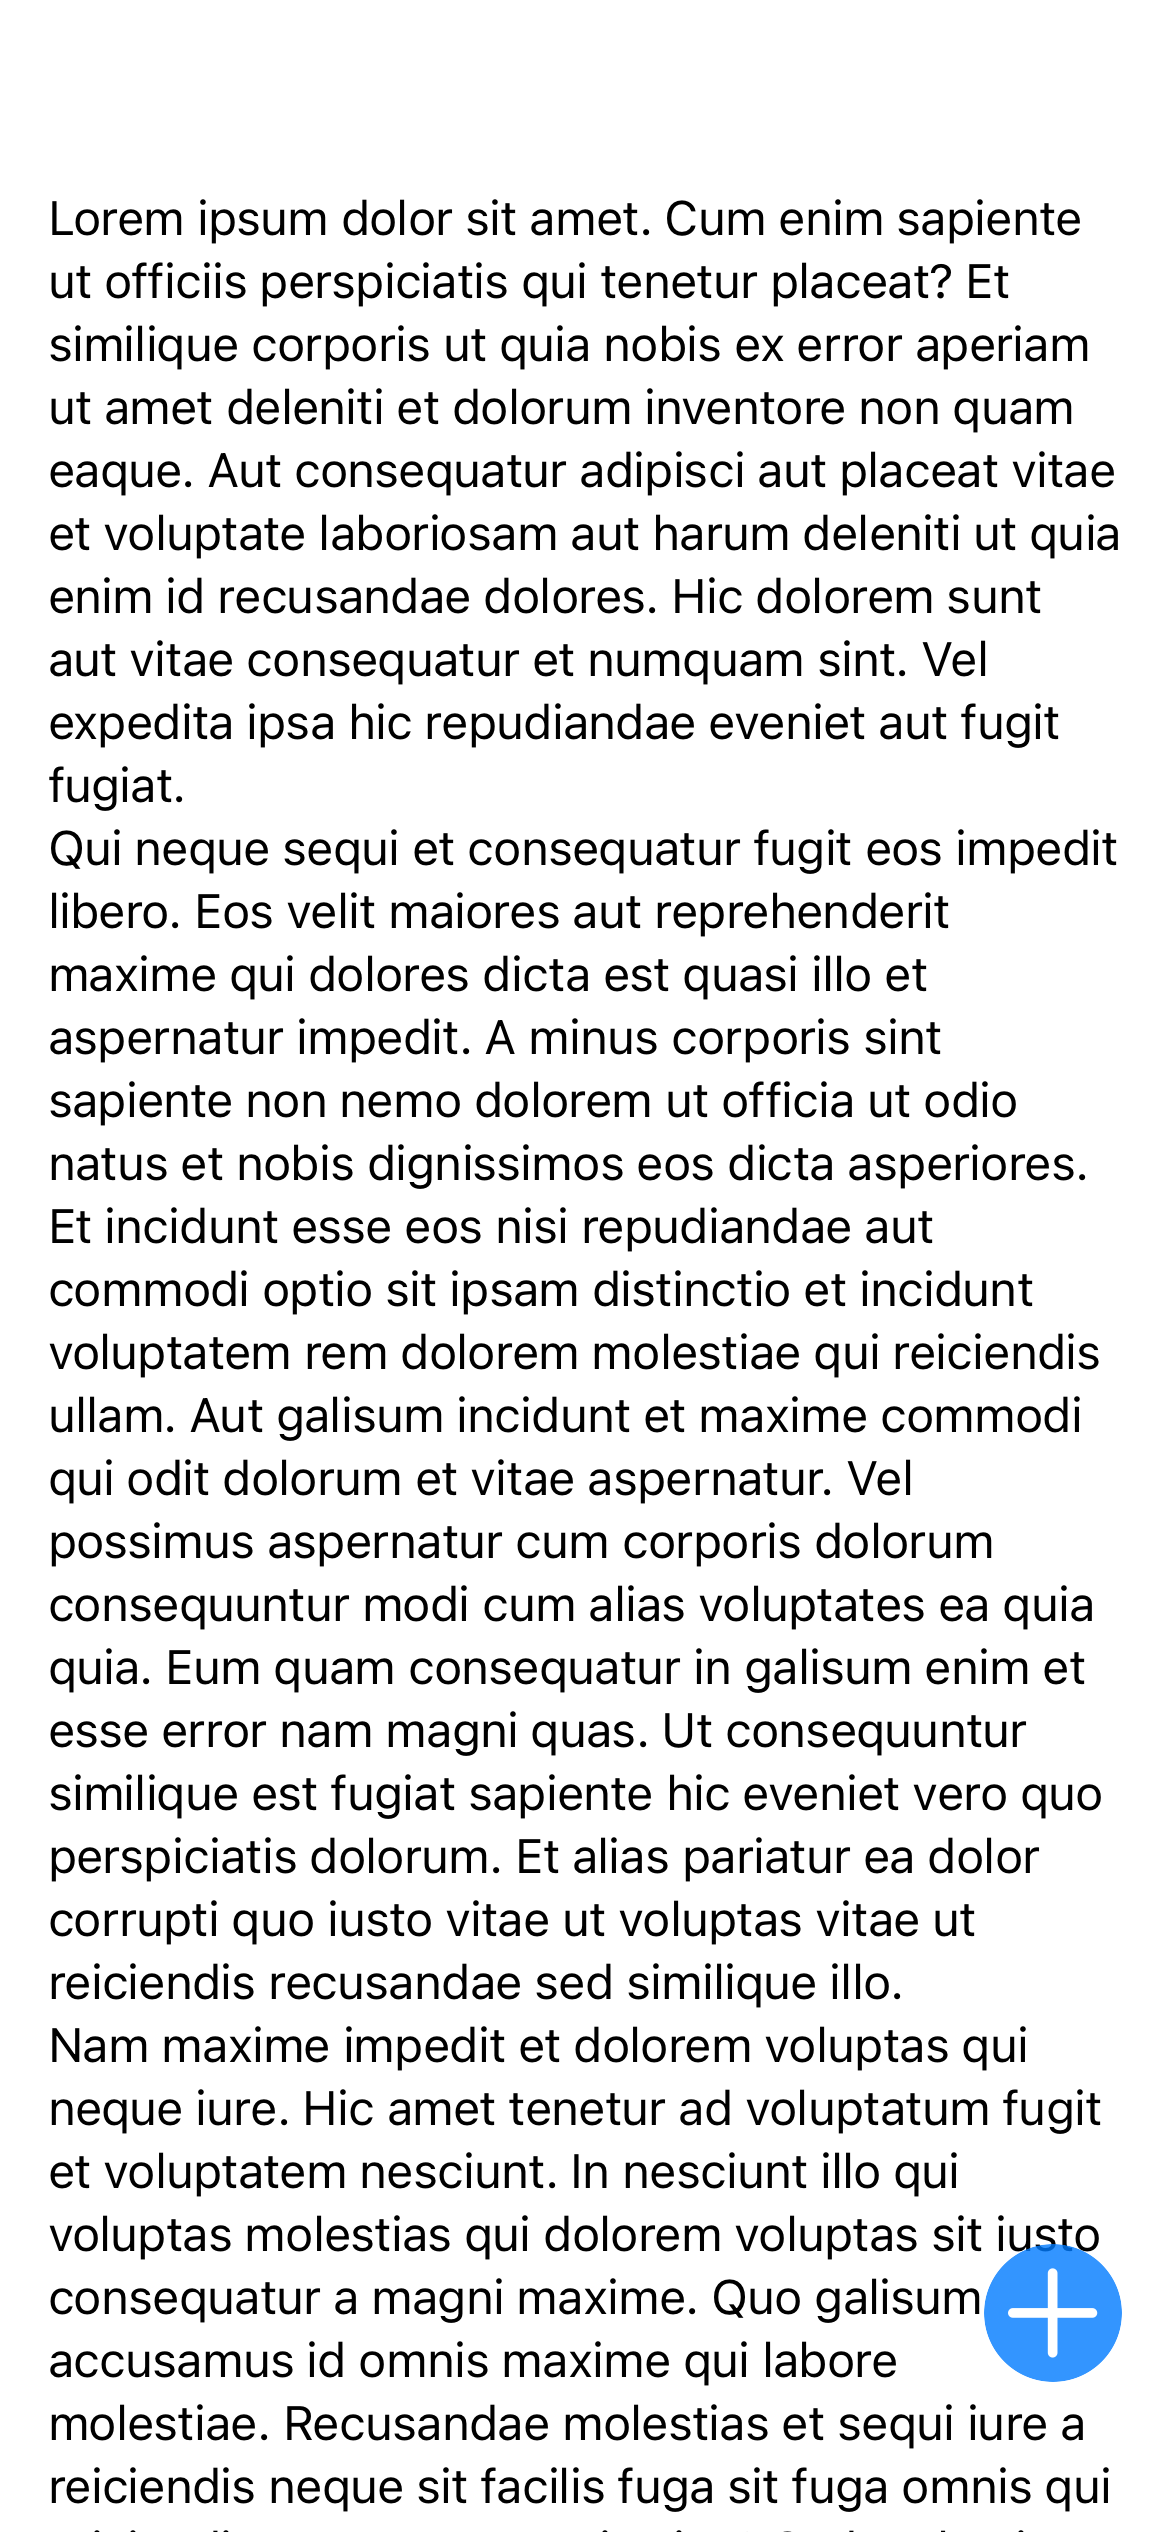 Lorem ipsum dolor sit amet. Cum enim sapiente
ut officiis perspiciatis qui tenetur placeat? Et
similique corporis ut quia nobis ex error aperiam
ut amet deleniti et dolorum inventore non quam
eaque. Aut consequatur adipisci aut placeat vitae
et voluptate laboriosam aut harum deleniti ut quia
enim id recusandae dolores. Hic dolorem sunt
aut vitae consequatur et numquam sint. Vel
expedita ipsa hic repudiandae eveniet aut fugit
fugiat.
Qui neque sequi et consequatur fugit eos impedit
libero. Eos velit maiores aut reprehenderit
maxime qui dolores dicta est quasi illo et
aspernatur impedit. A minus corporis sint
sapiente non nemo dolorem ut officia ut odio
natus et nobis dignissimos eos dicta asperiores.
Et incidunt esse eos nisi repudiandae aut
commodi optio sit ipsam distinctio et incidunt
voluptatem rem dolorem molestiae qui reiciendis
ullam. Aut galisum incidunt et maxime commodi
qui odit dolorum et vitae aspernatur. Vel
possimus aspernatur cum corporis dolorum
consequuntur modi cum alias voluptates ea quia
quia. Eum quam consequatur in galisum enim et
esse error nam magni quas. Ut consequuntur
similique est fugiat sapiente hic eveniet vero quo
perspiciatis dolorum. Et alias pariatur ea dolor
corrupti quo iusto vitae ut voluptas vitae ut
reiciendis recusandae sed similique illo.
Nam maxime impedit et dolorem voluptas qui
neque iure. Hic amet tenetur ad voluptatum fugit
et voluptatem nesciunt. In nesciunt illo qui
voluptas molestias qui dolorem voluptas sit iusto
consequatur a magni maxime. Quo galisum
accusamus id omnis maxime qui labore
molestiae. Recusandae molestias et sequi iure a
reiciendis neque sit facilis fuga sit fuga omnis qui